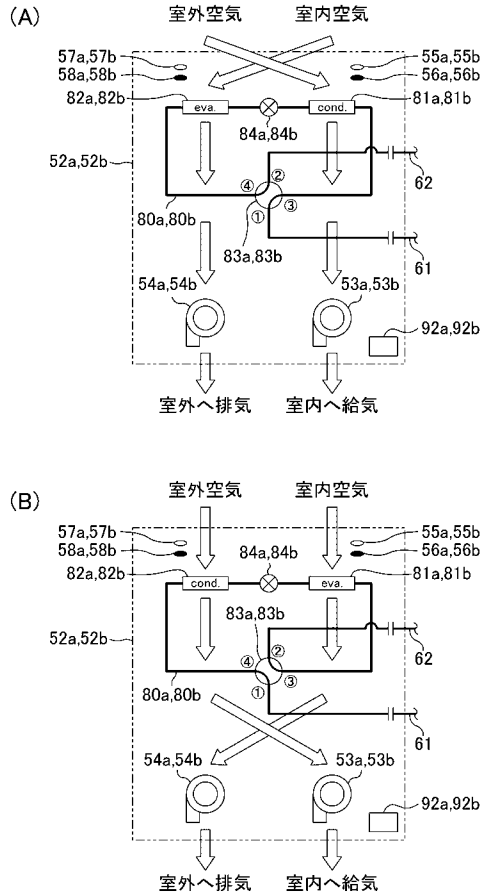 (A)
室外空気 室内空気
57a,57b 55a,55b
58a,58b 56a,56b
82a,82b 81a,81b
eva. cond.
84a,84b
52a,52b
62
④ ②
80a,80b
① ③
83a,83b
61
54a,54b 53a,53b
92a,92b
室外へ排気 室内へ給気
(B)
室外空気 室内空気
57a,57b 55a,55b
58a,58b 84a,84b 56a,56b
82a,82b 81a,81b
cond. eva.
83a,83b
52a,52b
62
④ ②
80a,80b
① ③
61
54a,54b 53a,53b
92a,92b
室外へ排気 室内へ給気